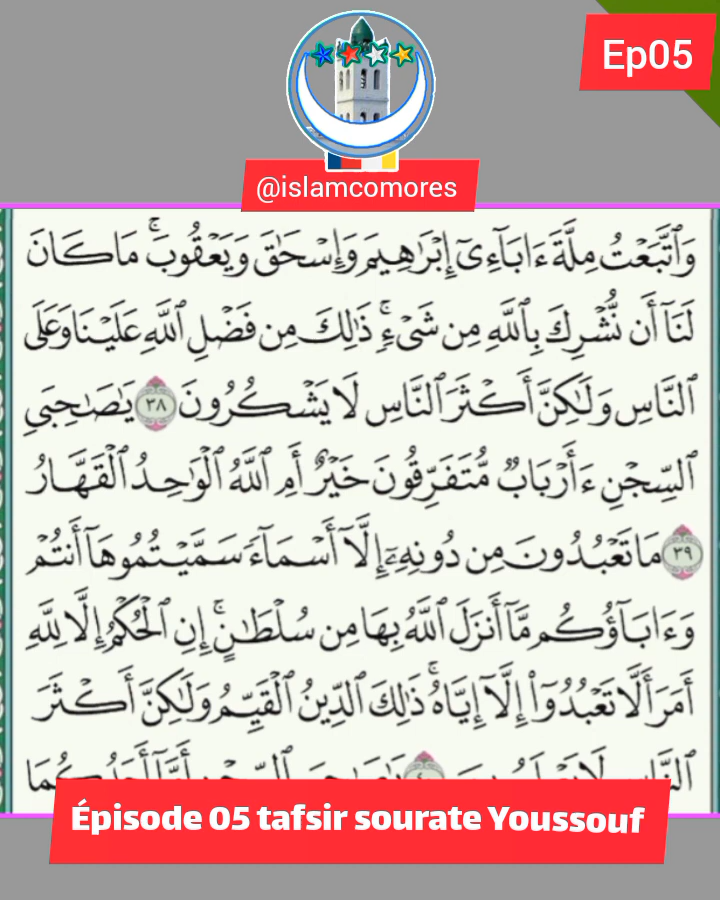 Ep05
@islamcomores
وَٱتَّبَعْتُ مِلَّةَ ءَابَآءِىٓ إِبْرَٰهِيمَ وَإِسْحَٰقَ وَيَعْقُوبَ ۚ مَا كَانَ
لَنَآ أَن نُّشْرِكَ بِٱللَّهِ مِن شَىْءٍ ۚ ذَٰلِكَ مِن فَضْلِ ٱللَّهِ عَلَيْنَا وَعَلَى
ٱلنَّاسِ وَلَٰكِنَّ أَكْثَرَ ٱلنَّاسِ لَا يَشْكُرُونَ ٣٨ يَٰصَٰحِبَىِ
ٱلسِّجْنِ ءَأَرْبَابٌ مُّتَفَرِّقُونَ خَيْرٌ أَمِ ٱللَّهُ ٱلْوَٰحِدُ ٱلْقَهَّارُ
٣٩ مَا تَعْبُدُونَ مِن دُونِهِۦٓ إِلَّآ أَسْمَآءً سَمَّيْتُمُوهَآ أَنتُمْ
وَءَابَآؤُكُم مَّآ أَنزَلَ ٱللَّهُ بِهَا مِن سُلْطَٰنٍ ۚ إِنِ ٱلْحُكْمُ إِلَّا لِلَّهِ
أَمَرَ أَلَّا تَعْبُدُوٓا۟ إِلَّآ إِيَّاهُ ۚ ذَٰلِكَ ٱلدِّينُ ٱلْقَيِّمُ وَلَٰكِنَّ أَكْثَرَ
Épisode 05 tafsir sourate Youssouf